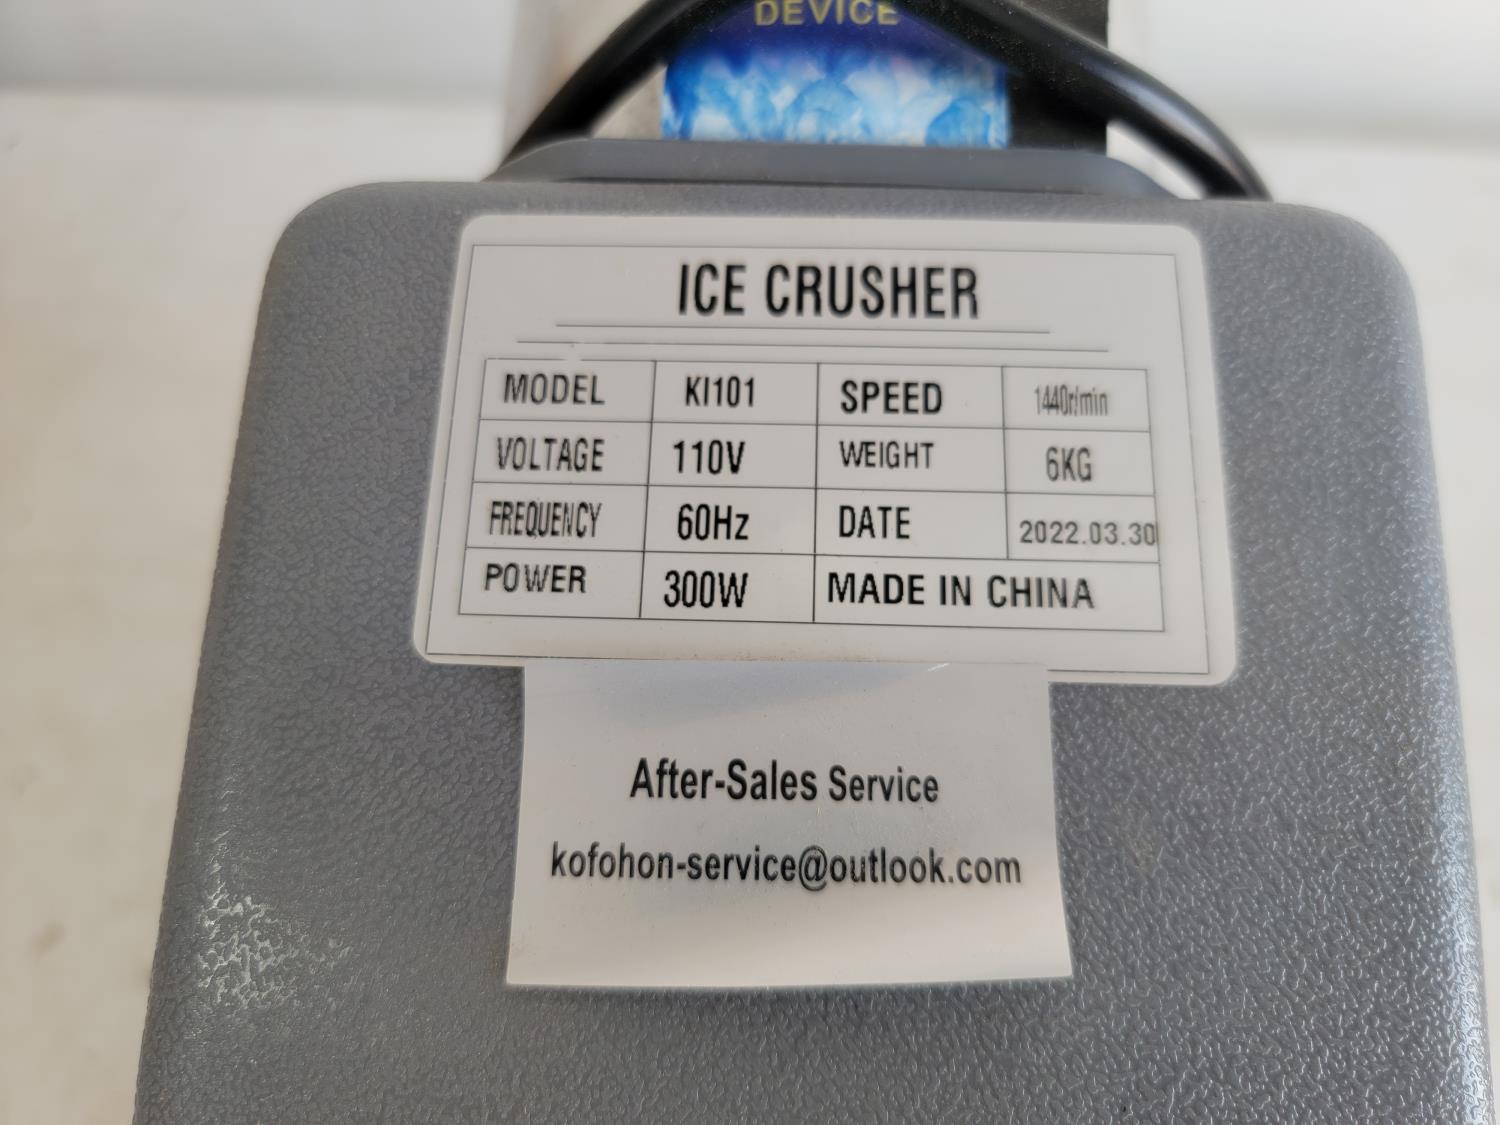 DEVICE
ICE CRUSHER
MODEL KI101 SPEED 1440r/min
VOLTAGE 110V WEIGHT 6KG
FREQUENCY 60Hz DATE 2022.03.30
POWER 300W MADE IN CHINA
After-Sales Service
kofohon-service@outlook.com